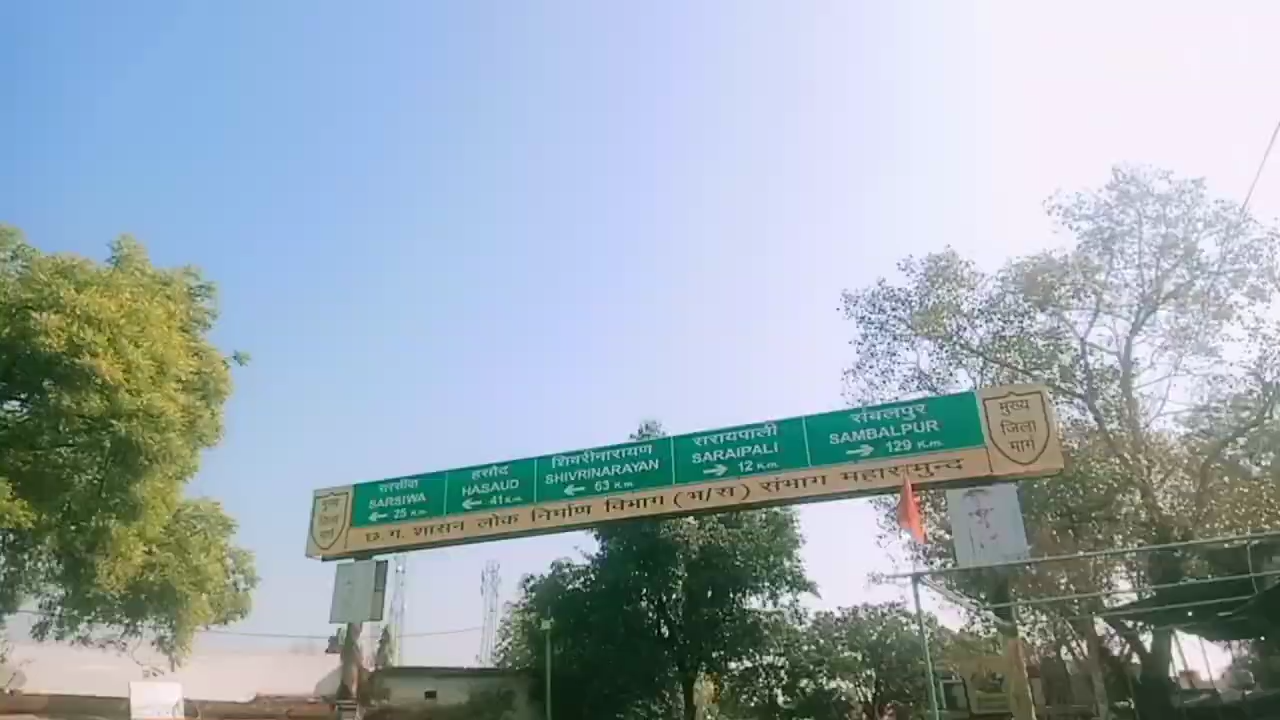 मुख्य
जिला
मार्ग
सरसींवा
SARSIWA
← 25 K.m.
हसौद
HASAUD
← 41 K.m.
शिवरीनारायण
SHIVRINARAYAN
← 63 K.m.
सरायपाली
SARAIPALI
→ 12 K.m.
संबलपुर
SAMBALPUR
→ 129 K.m.
मुख्य
जिला
मार्ग
छ. ग. शासन लोक निर्माण विभाग (भ/स) संभाग महासमुन्द